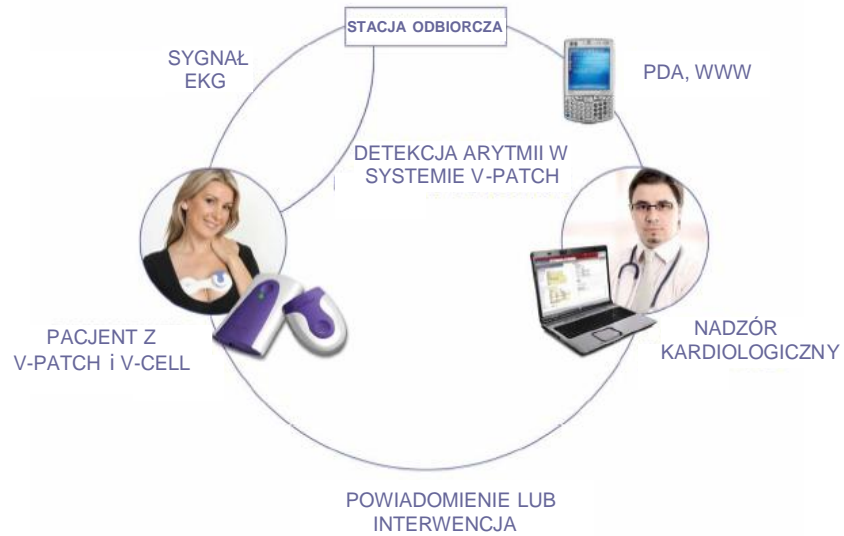 STACJA ODBIORCZA
SYGNAŁ
EKG
PDA, WWW
DETEKCJA ARYTMII W
SYSTEMIE V-PATCH
PACJENT Z
V-PATCH i V-CELL
NADZÓR
KARDIOLOGICZNY
POWIADOMIENIE LUB
INTERWENCJA